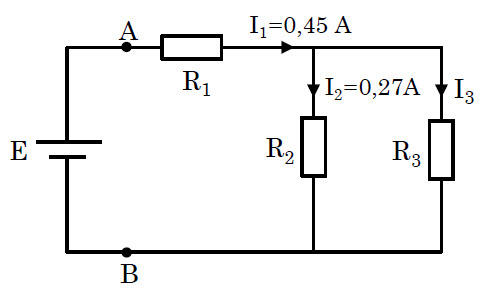 I₁=0,45 A
A
R₁
I₂=0,27A
I₃
E
R₂
R₃
B